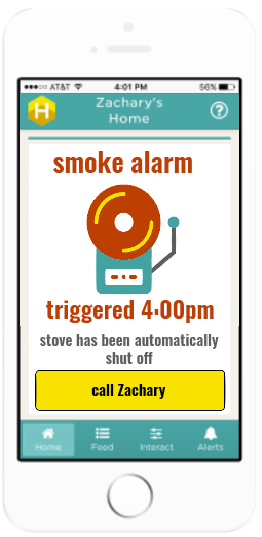 AT&T 4:01 PM 56%
H Zachary's
Home ?
smoke alarm
triggered 4:00pm
stove has been automatically
shut off
call Zachary
Home Feed Interact Alerts